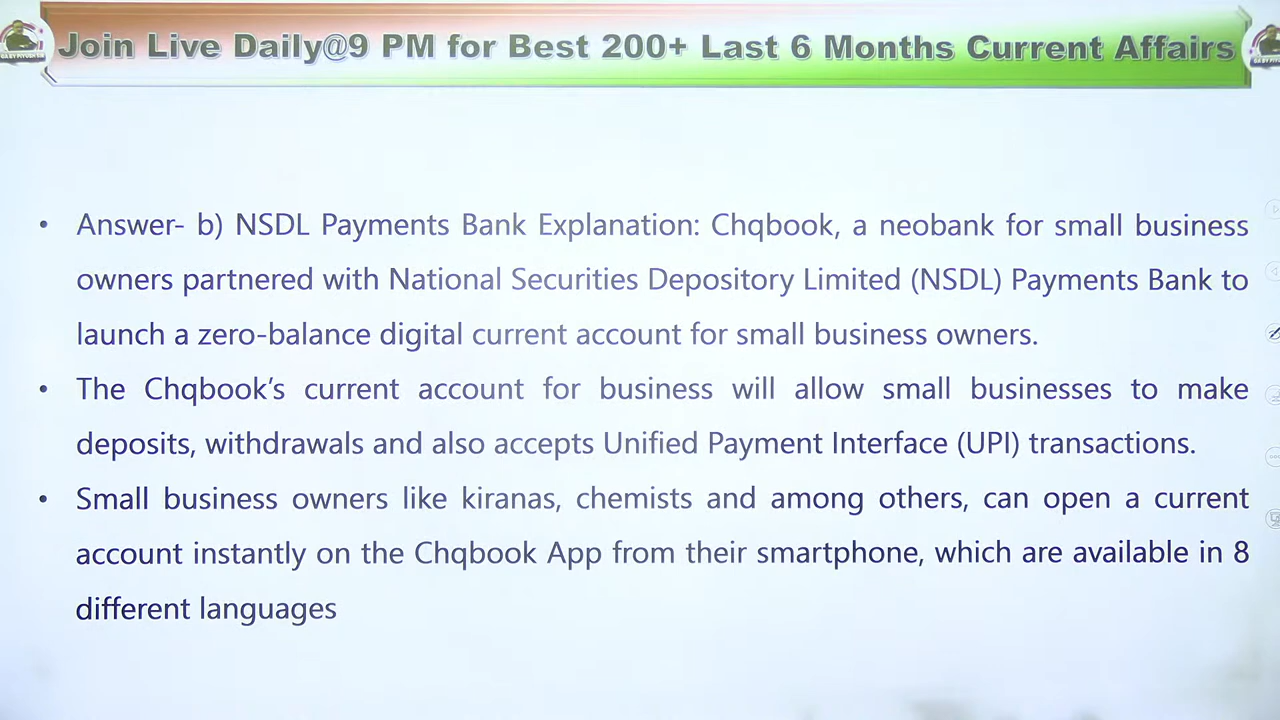 Join Live Daily@9 PM for Best 200+ Last 6 Months Current Affairs
• Answer- b) NSDL Payments Bank Explanation: Chqbook, a neobank for small business
owners partnered with National Securities Depository Limited (NSDL) Payments Bank to
launch a zero-balance digital current account for small business owners.
• The Chqbook’s current account for business will allow small businesses to make
deposits, withdrawals and also accepts Unified Payment Interface (UPI) transactions.
• Small business owners like kiranas, chemists and among others, can open a current
account instantly on the Chqbook App from their smartphone, which are available in 8
different languages